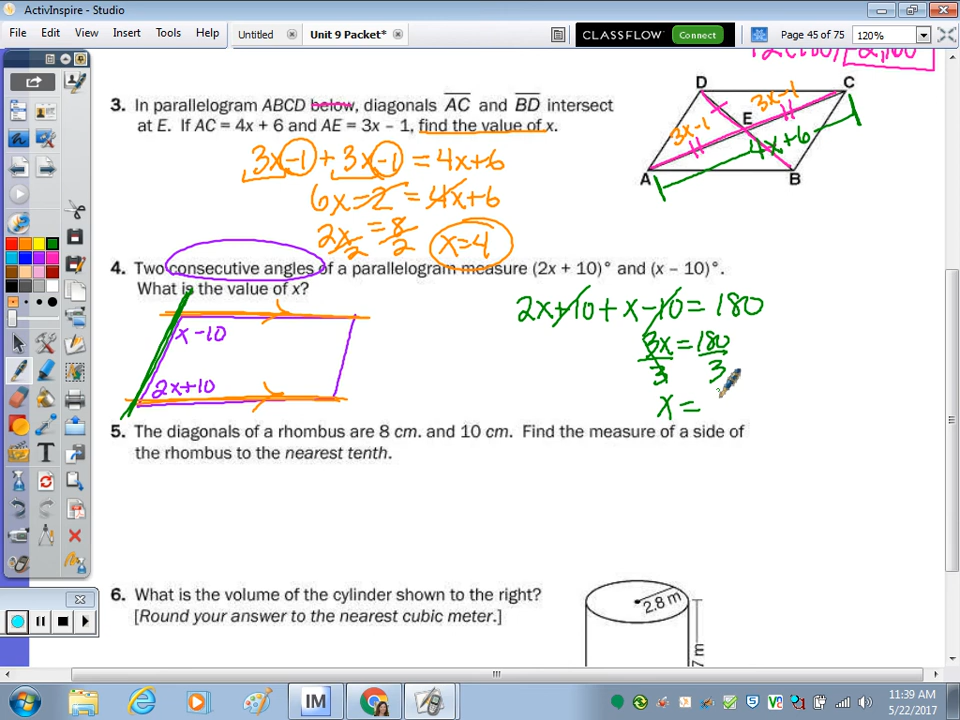 ActivInspire - Studio
File Edit View Insert Tools Help Untitled Unit 9 Packet* CLASSFLOW Connect Page 45 of 75 120%
2,100
3. In parallelogram ABCD below, diagonals AC and BD intersect
at E. If AC = 4x + 6 and AE = 3x – 1, find the value of x.
D C
3x-1
E
3x-1
4x+6
A B
3x-1 + 3x-1 = 4x+6
6x-2 = 4x+6
2x = 8
2 2
x=4
4. Two consecutive angles of a parallelogram measure (2x + 10)° and (x – 10)°.
What is the value of x?
x-10
2x+10
2x+10 + x-10 = 180
3x = 180
3 3
x =
5. The diagonals of a rhombus are 8 cm. and 10 cm. Find the measure of a side of
the rhombus to the nearest tenth.
6. What is the volume of the cylinder shown to the right?
[Round your answer to the nearest cubic meter.]
2.8 m
7 m
IM
11:39 AM
5/22/2017